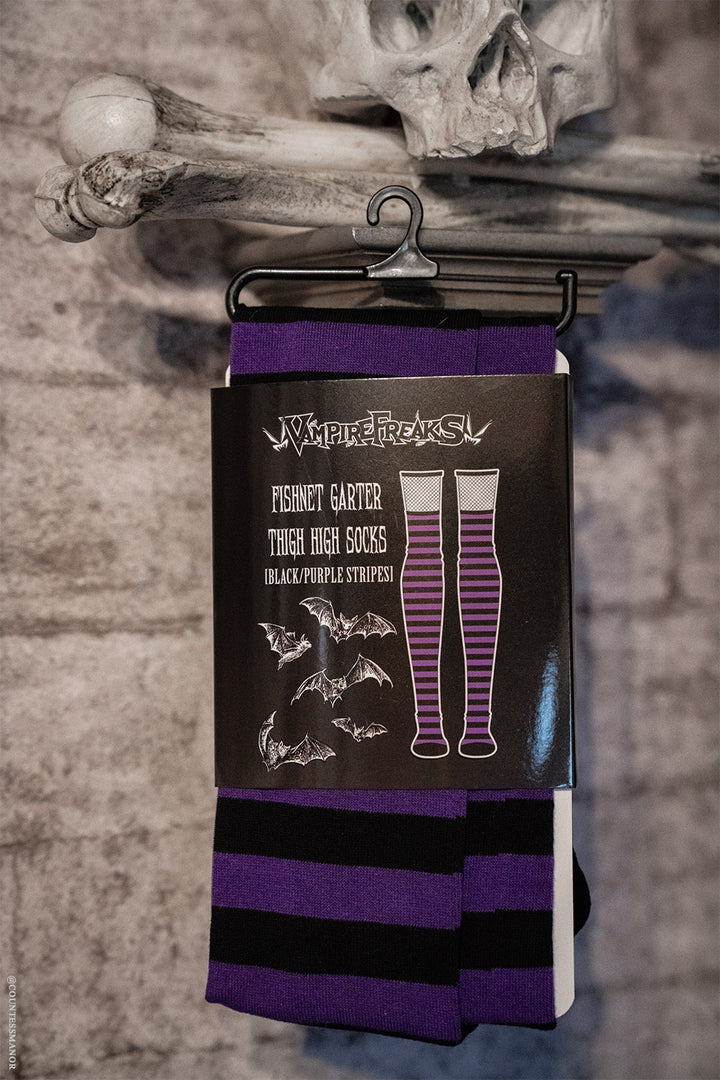 VAMPIREFREAKS
FISHNET GARTER
THIGH HIGH SOCKS
[BLACK/PURPLE STRIPES]
@COUNTESSMANOR